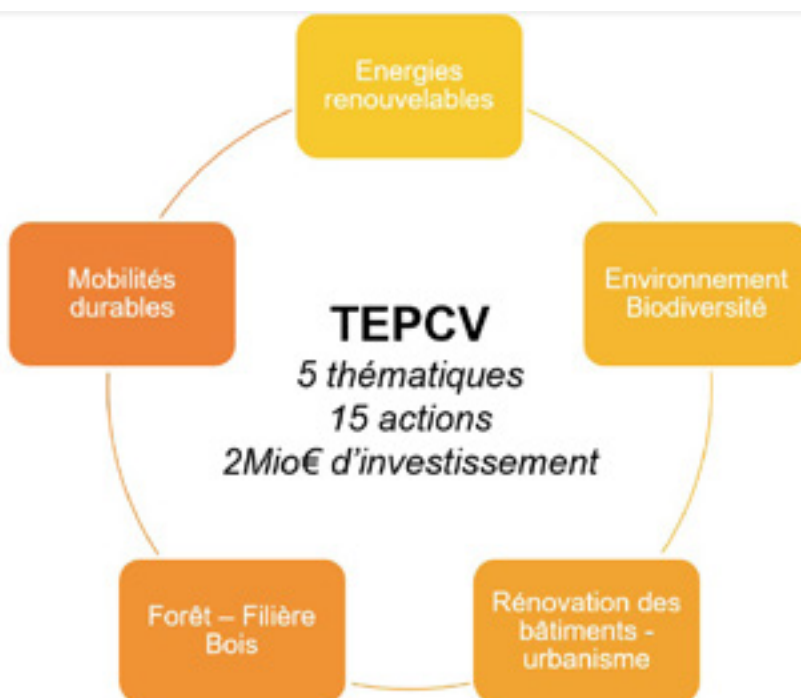 Energies
renouvelables
Environnement
Biodiversité
Mobilités
durables
TEPCV
5 thématiques
15 actions
2Mio€ d'investissement
Rénovation des
bâtiments -
urbanisme
Forêt – Filière
Bois